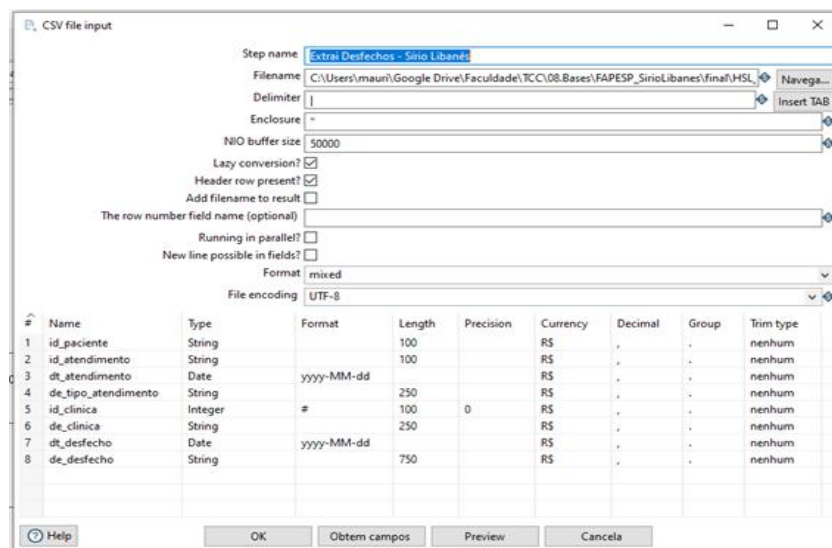 CSV file input
Step name Extrai Desfechos - Sírio Libanês
Filename C:\Users\mauri\Google Drive\Faculdade\TCC\08.Bases\FAPESP_SirioLibanes\final\HSL_ Navega...
Delimiter | Insert TAB
Enclosure "
NIO buffer size 50000
Lazy conversion?
Header row present?
Add filename to result
The row number field name (optional)
Running in parallel?
New line possible in fields?
Format mixed
File encoding UTF-8
# Name Type Format Length Precision Currency Decimal Group Trim type
1 id_paciente String 100 R$ , . nenhum
2 id_atendimento String 100 R$ , . nenhum
3 dt_atendimento Date yyyy-MM-dd R$ , . nenhum
4 de_tipo_atendimento String 250 R$ , . nenhum
5 id_clinica Integer # 100 0 R$ , . nenhum
6 de_clinica String 250 R$ , . nenhum
7 dt_desfecho Date yyyy-MM-dd R$ , . nenhum
8 de_desfecho String 750 R$ , . nenhum
Help OK Obtem campos Preview Cancela